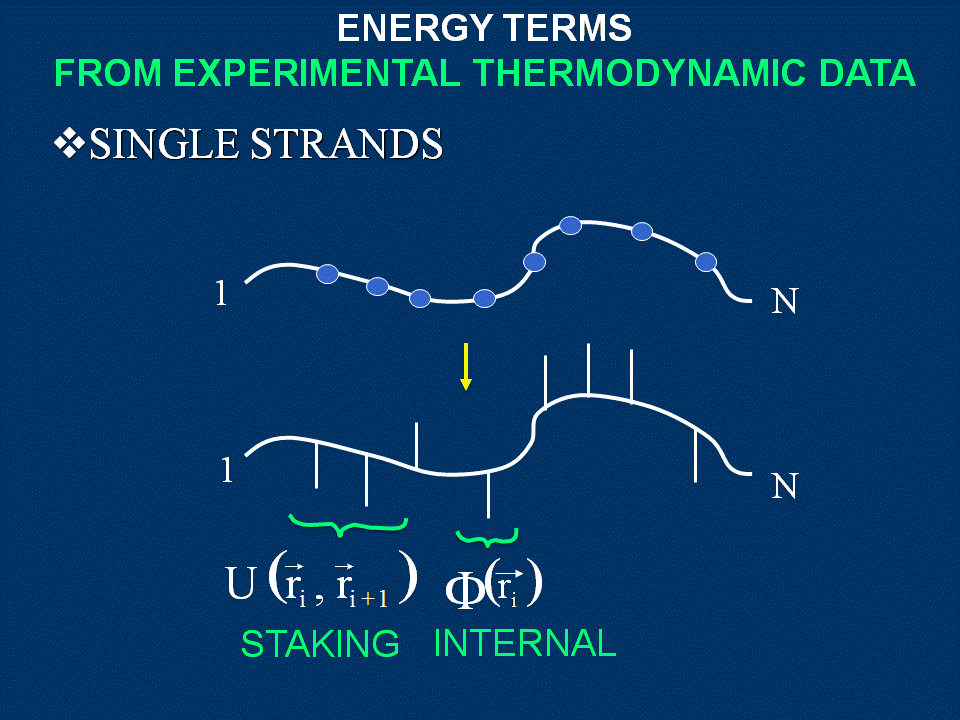 ENERGY TERMS
FROM EXPERIMENTAL THERMODYNAMIC DATA
❖SINGLE STRANDS
1 N
1 N
U (r⃗ᵢ , r⃗ᵢ₊₁) Φ(r⃗ᵢ)
STAKING INTERNAL